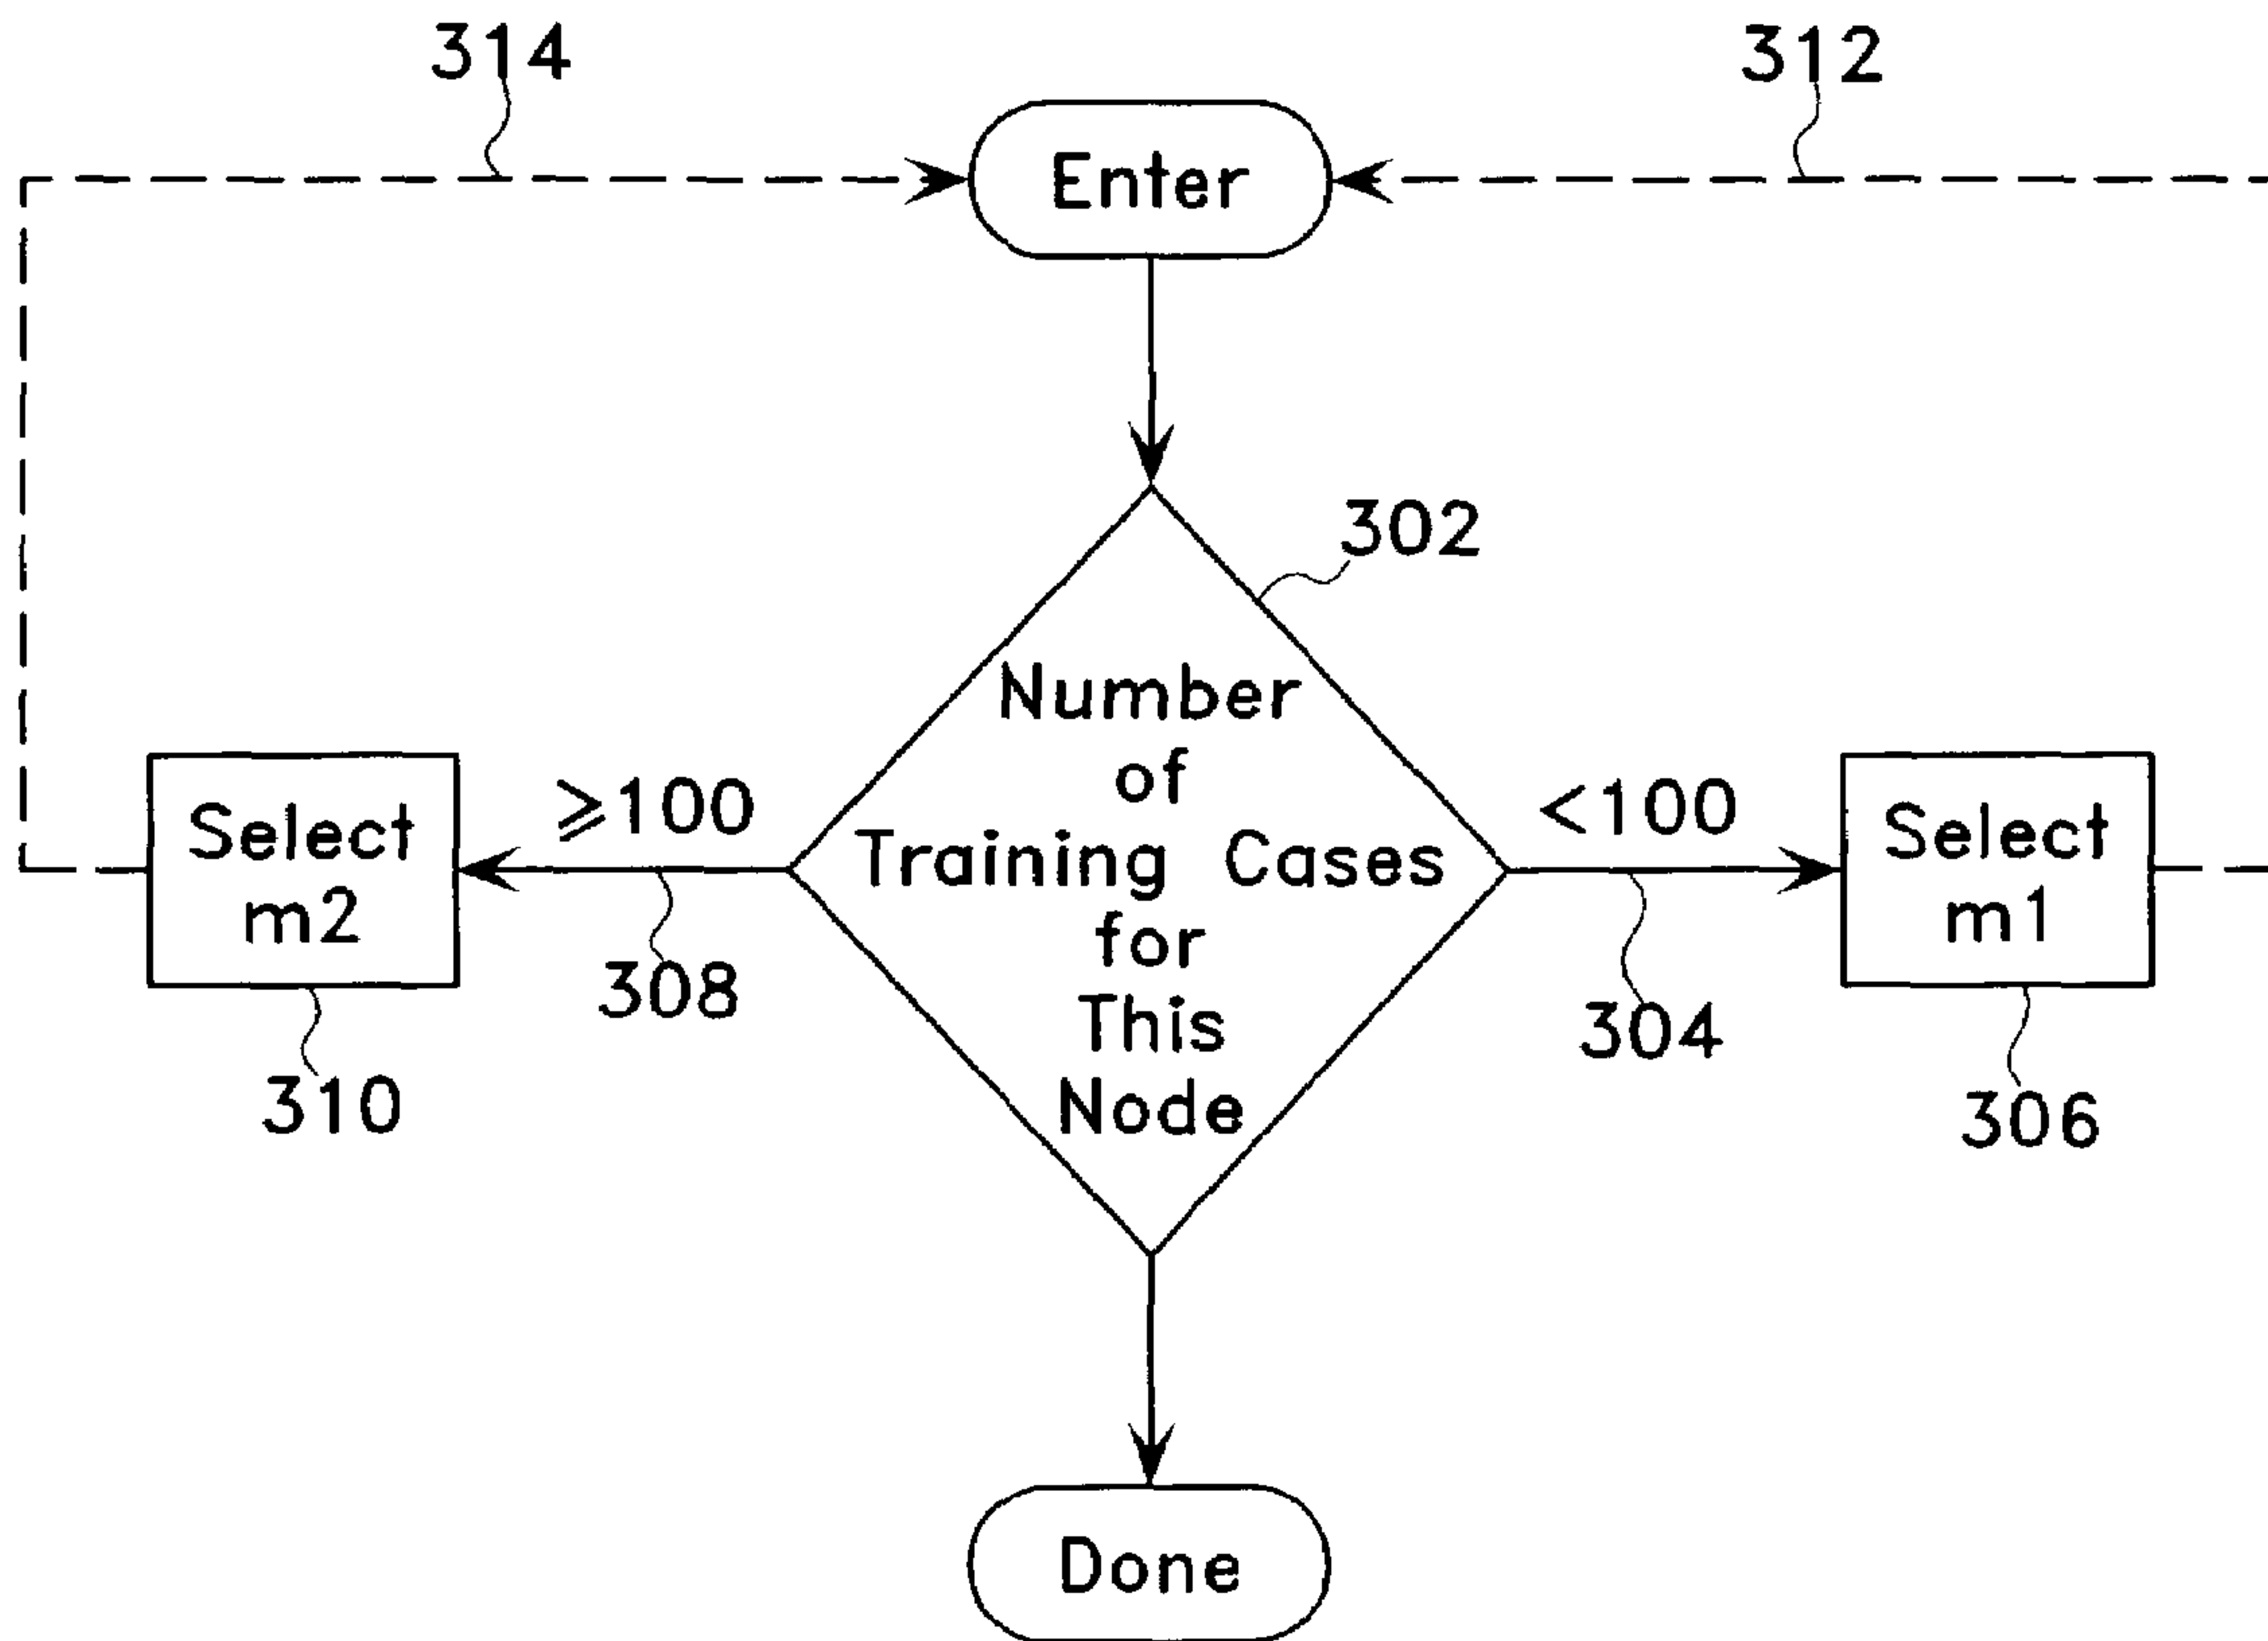 314
312
Enter
302
Number
of
Training Cases
for
This
Node
≥100
<100
Select
m2
Select
m1
308
304
310
306
Done